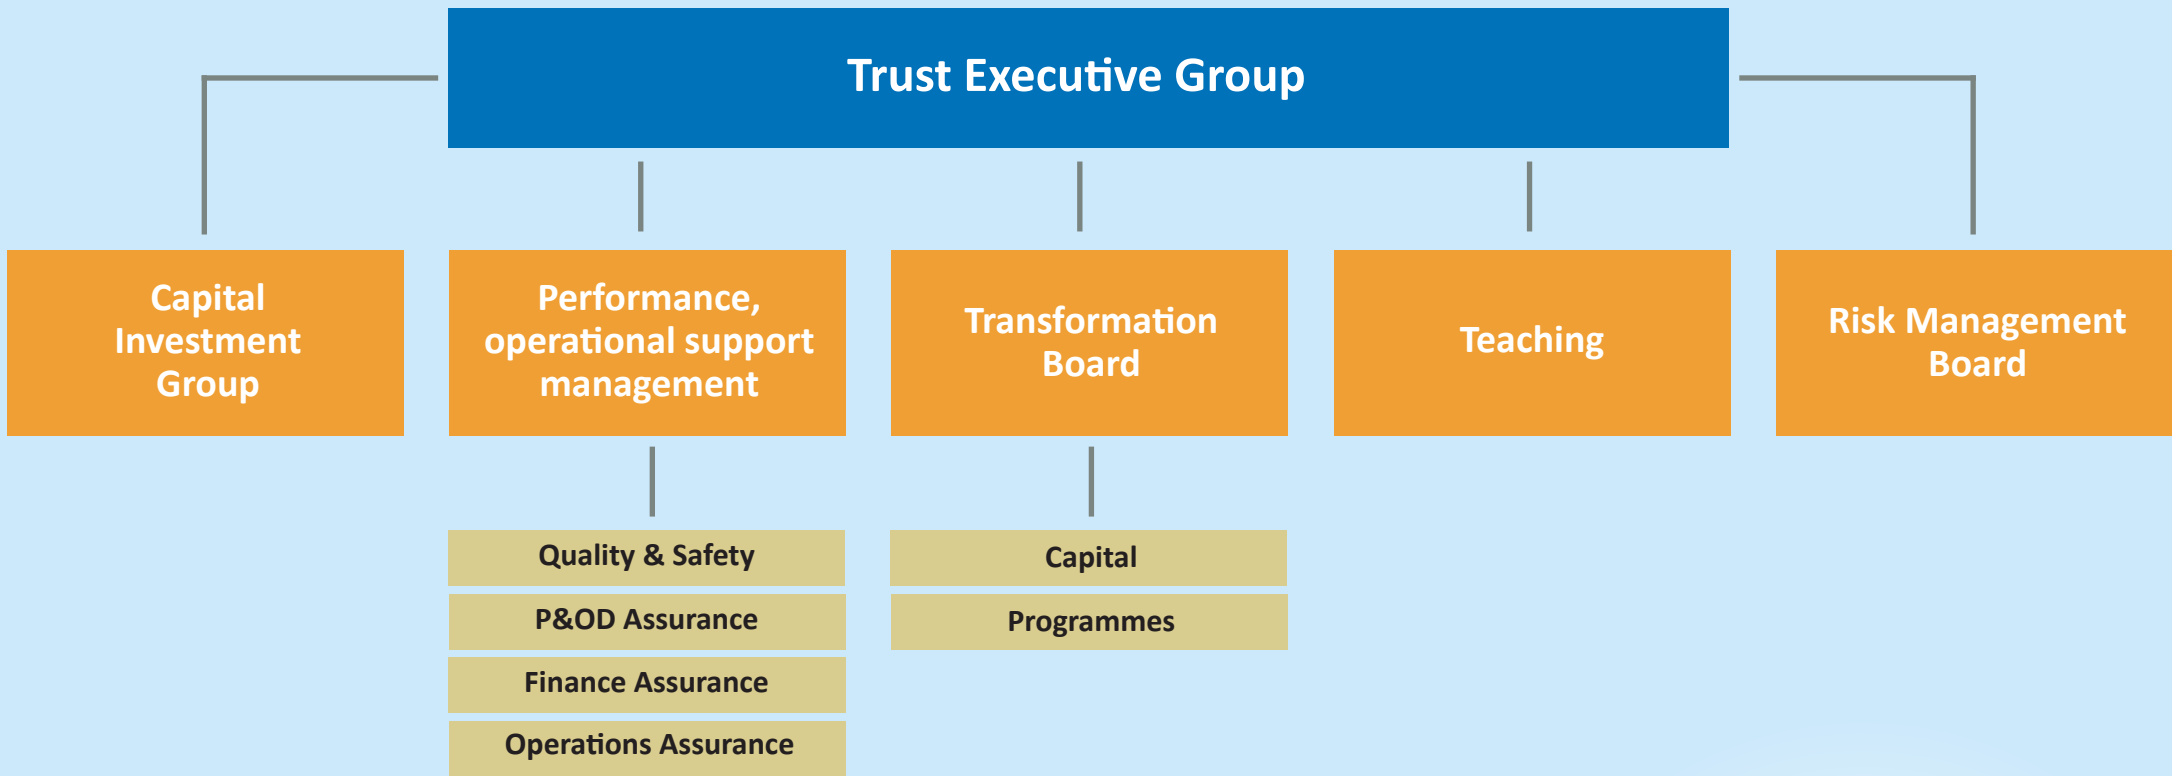 Trust Executive Group
Capital
Investment
Group
Performance,
operational support
management
Transformation
Board
Teaching
Risk Management
Board
Quality & Safety
P&OD Assurance
Finance Assurance
Operations Assurance
Capital
Programmes